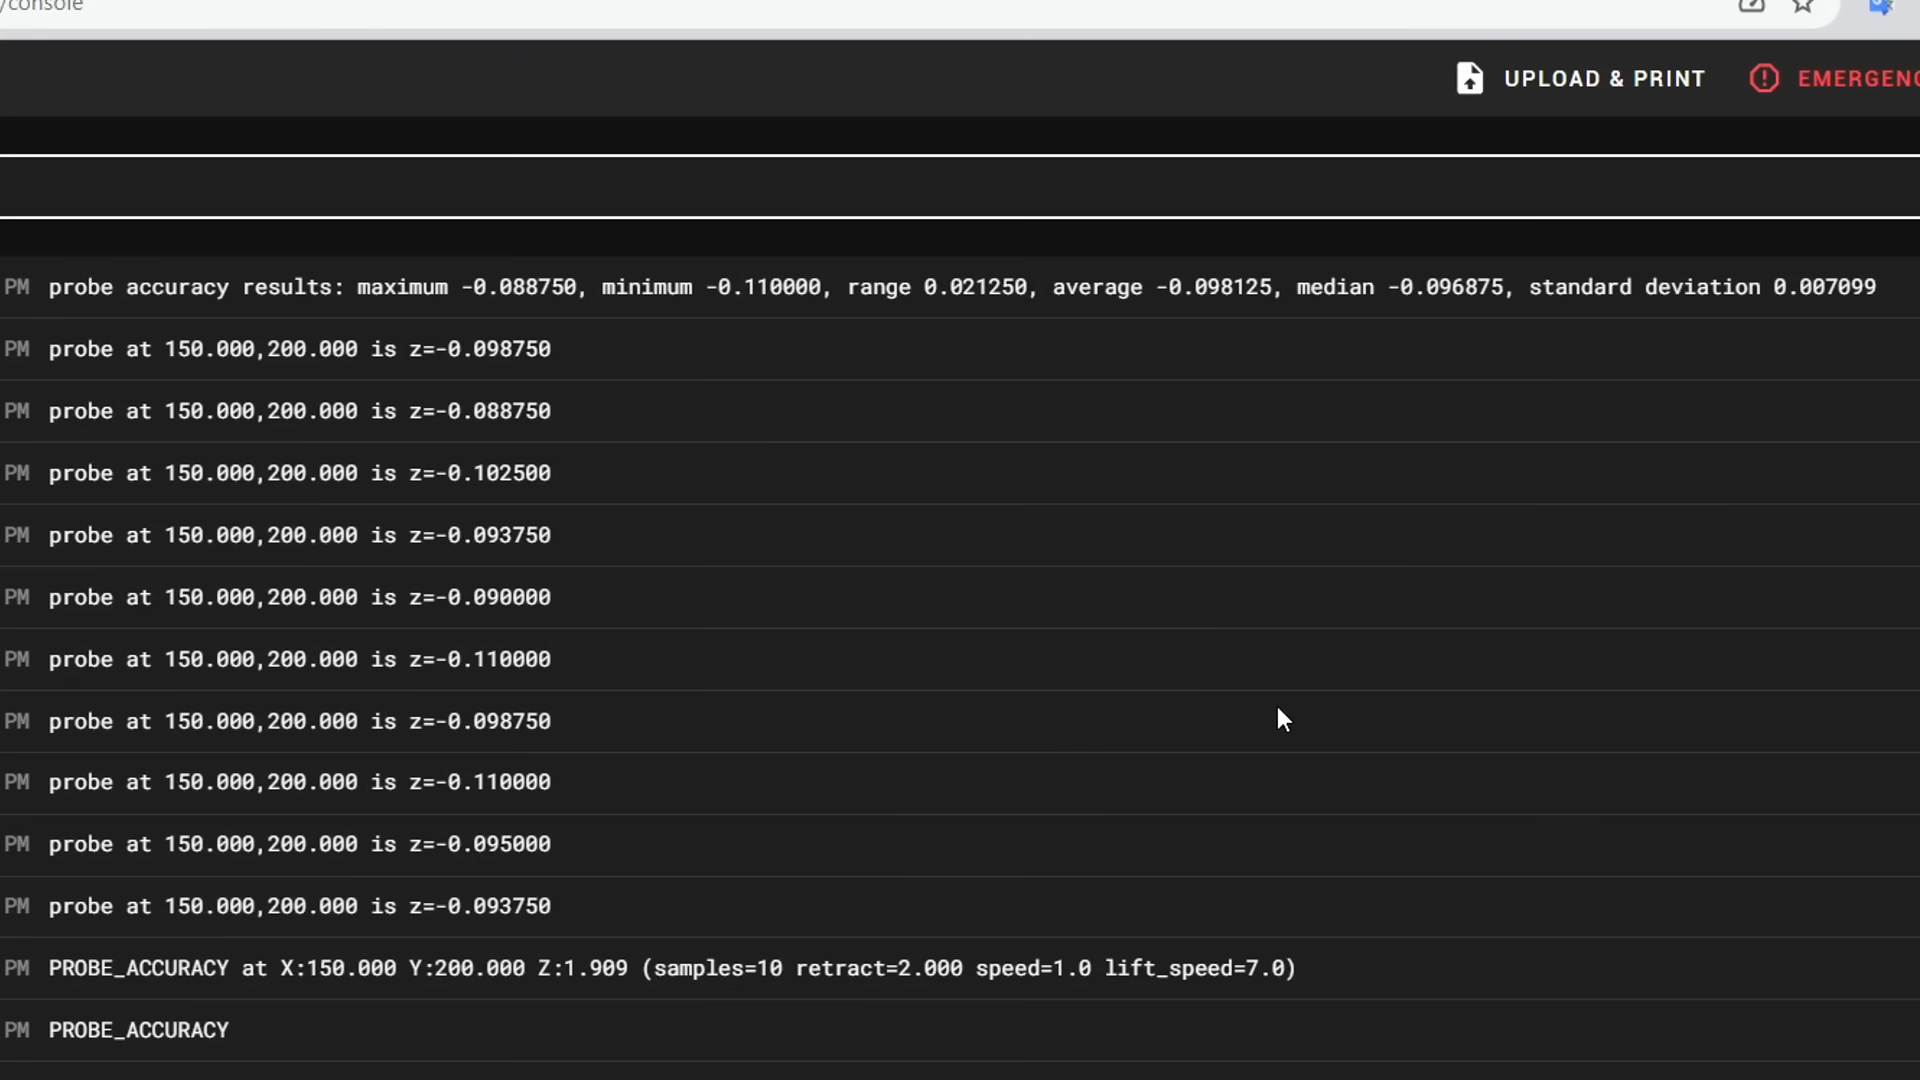 /console
UPLOAD & PRINT
EMERGENC
PM probe accuracy results: maximum -0.088750, minimum -0.110000, range 0.021250, average -0.098125, median -0.096875, standard deviation 0.007099
PM probe at 150.000,200.000 is z=-0.098750
PM probe at 150.000,200.000 is z=-0.088750
PM probe at 150.000,200.000 is z=-0.102500
PM probe at 150.000,200.000 is z=-0.093750
PM probe at 150.000,200.000 is z=-0.090000
PM probe at 150.000,200.000 is z=-0.110000
PM probe at 150.000,200.000 is z=-0.098750
PM probe at 150.000,200.000 is z=-0.110000
PM probe at 150.000,200.000 is z=-0.095000
PM probe at 150.000,200.000 is z=-0.093750
PM PROBE_ACCURACY at X:150.000 Y:200.000 Z:1.909 (samples=10 retract=2.000 speed=1.0 lift_speed=7.0)
PM PROBE_ACCURACY